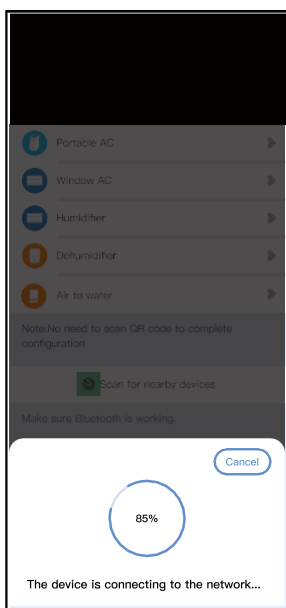 Portable AC
Window AC
Humidifier
Dehumidifier
Air to water
Note:No need to scan QR code to complete
configuration
Scan for nearby devices
Make sure Bluetooth is working.
Cancel
85%
The device is connecting to the network...